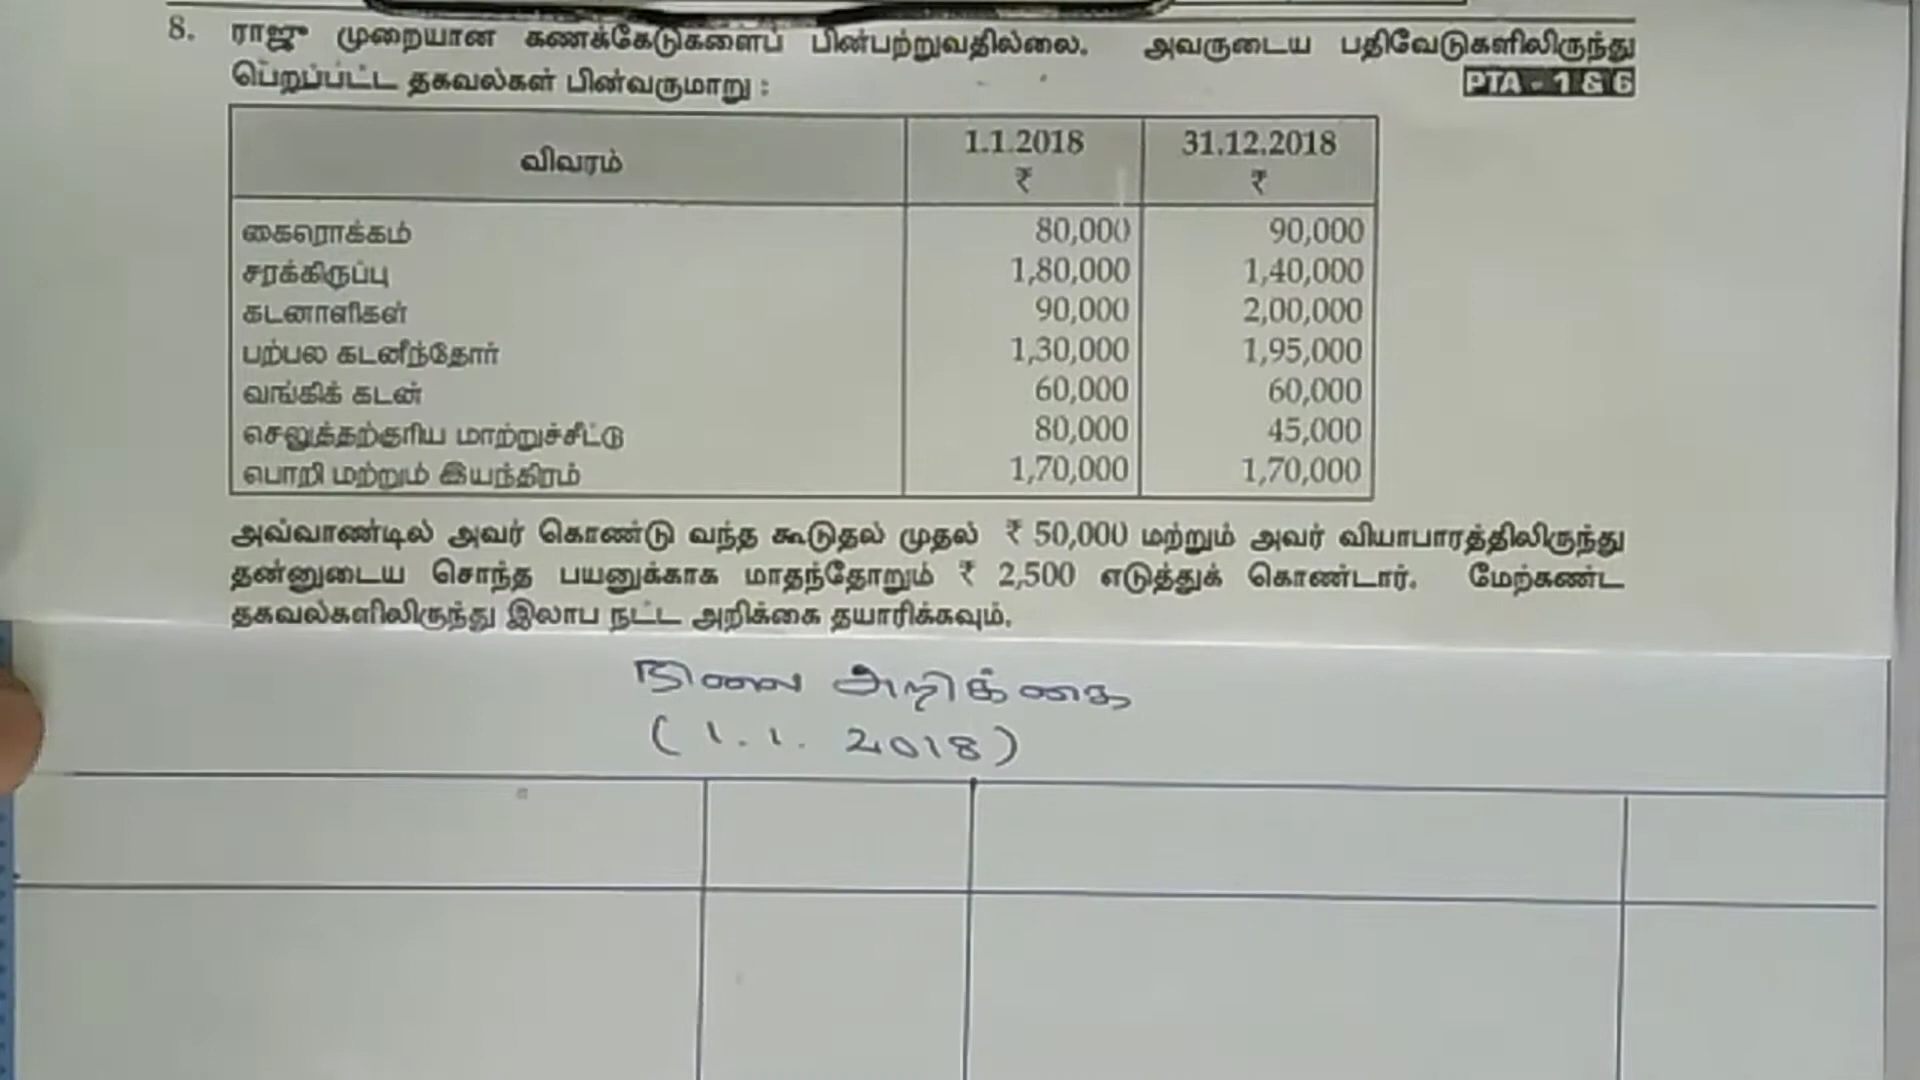 8. ராஜு முறையான கணக்கேடுகளைப் பின்பற்றுவதில்லை. அவருடைய பதிவேடுகளிலிருந்து
பெறப்பட்ட தகவல்கள் பின்வருமாறு : PTA - 1 & 6
விவரம் 1.1.2018 ₹ 31.12.2018 ₹
கைரொக்கம் 80,000 90,000
சரக்கிருப்பு 1,80,000 1,40,000
கடனாளிகள் 90,000 2,00,000
பற்பல கடனீந்தோர் 1,30,000 1,95,000
வங்கிக் கடன் 60,000 60,000
செலுத்தற்குரிய மாற்றுச்சீட்டு 80,000 45,000
பொறி மற்றும் இயந்திரம் 1,70,000 1,70,000
அவ்வாண்டில் அவர் கொண்டு வந்த கூடுதல் முதல் ₹ 50,000 மற்றும் அவர் வியாபாரத்திலிருந்து
தன்னுடைய சொந்த பயனுக்காக மாதந்தோறும் ₹ 2,500 எடுத்துக் கொண்டார். மேற்கண்ட
தகவல்களிலிருந்து இலாப நட்ட அறிக்கை தயாரிக்கவும்.
நிலை அறிக்கை
(1.1.2018)